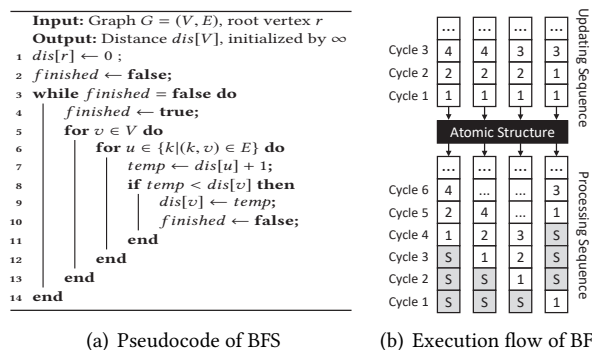 Input: Graph G = (V, E), root vertex r
Output: Distance dis[V], initialized by ∞
1 dis[r] ← 0 ;
2 finished ← false;
3 while finished = false do
4 finished ← true;
5 for v ∈ V do
6 for u ∈ {k|(k, v) ∈ E} do
7 temp ← dis[u] + 1;
8 if temp < dis[v] then
9 dis[v] ← temp;
10 finished ← false;
11 end
12 end
13 end
14 end
(a) Pseudocode of BFS
... ... ... ...
Cycle 3 4 4 3 3
Cycle 2 2 2 2 1
Cycle 1 1 1 1 1
Updating Sequence
Atomic Structure
... ... ... ...
Cycle 6 4 ... ... 3
Cycle 5 2 4 ... 1
Cycle 4 1 2 3 S
Cycle 3 S 1 2 S
Cycle 2 S S 1 S
Cycle 1 S S S 1
Processing Sequence
(b) Execution flow of BF